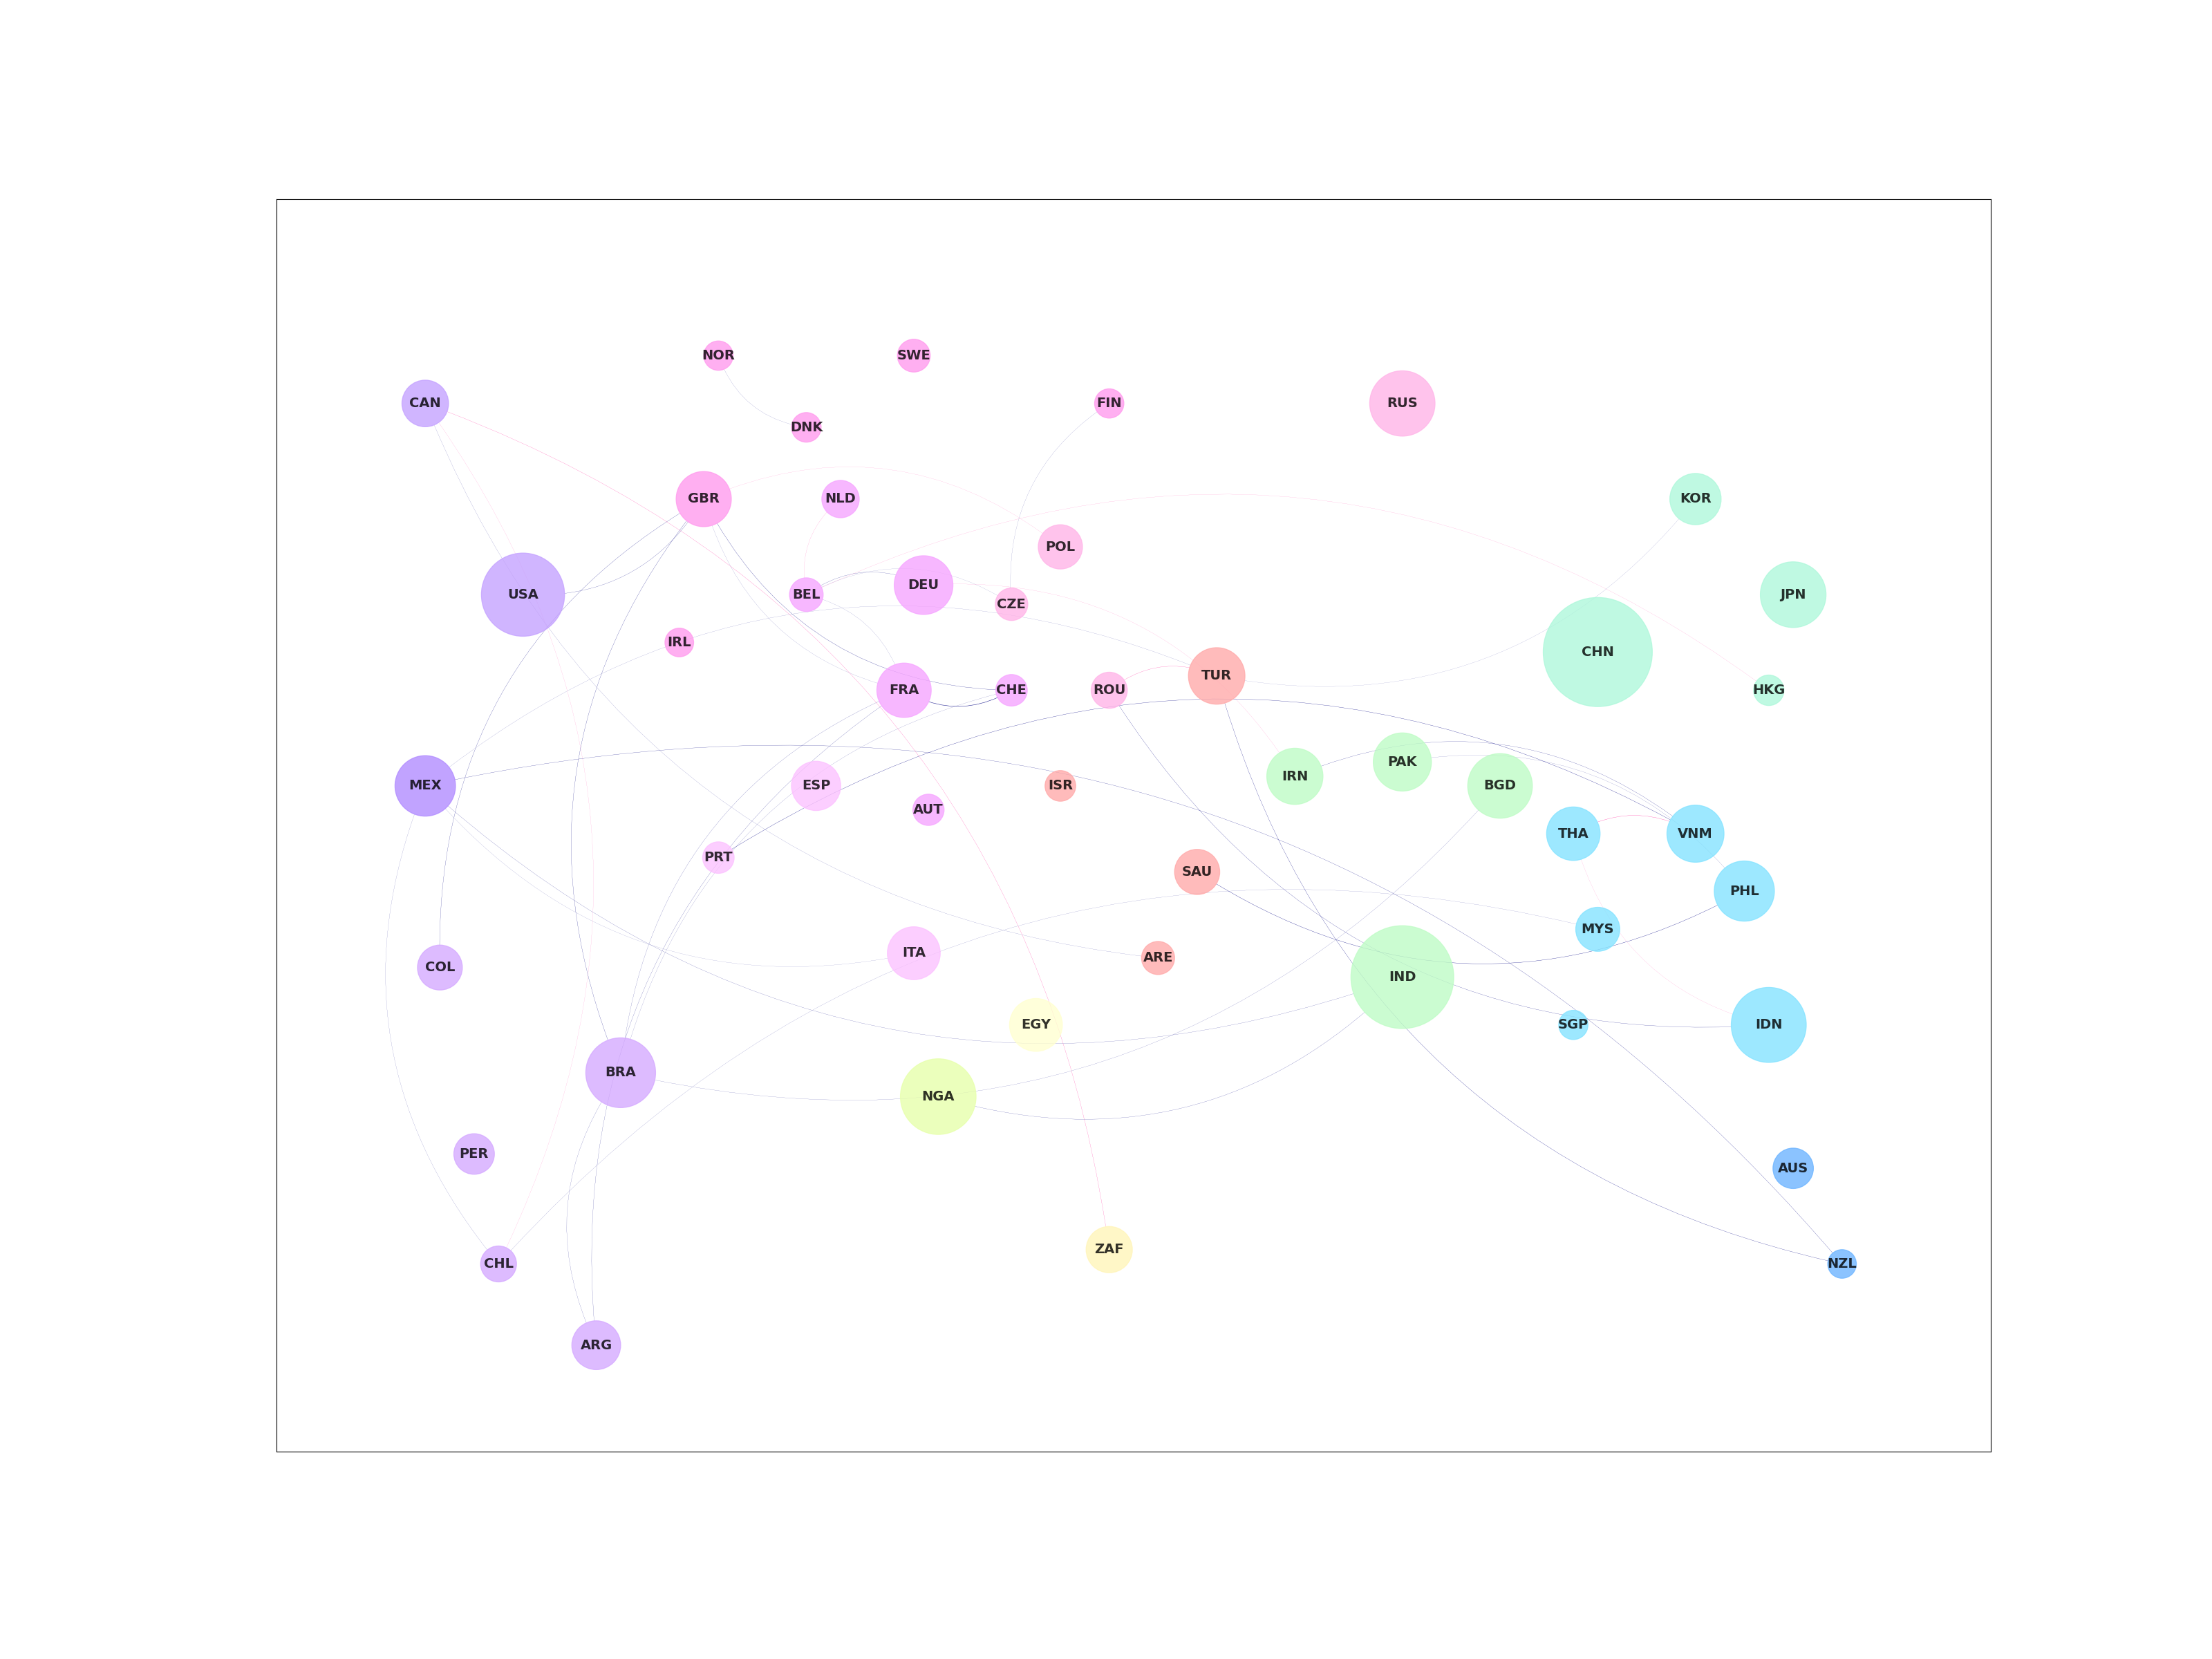 NOR
SWE
CAN
FIN
RUS
DNK
GBR
NLD
KOR
POL
DEU
USA
BEL
CZE
JPN
IRL
CHN
TUR
FRA
CHE
ROU
HKG
PAK
IRN
MEX
ESP
ISR
BGD
AUT
THA
VNM
PRT
SAU
PHL
MYS
ITA
ARE
COL
IND
EGY
SGP
IDN
BRA
NGA
PER
AUS
ZAF
CHL
NZL
ARG